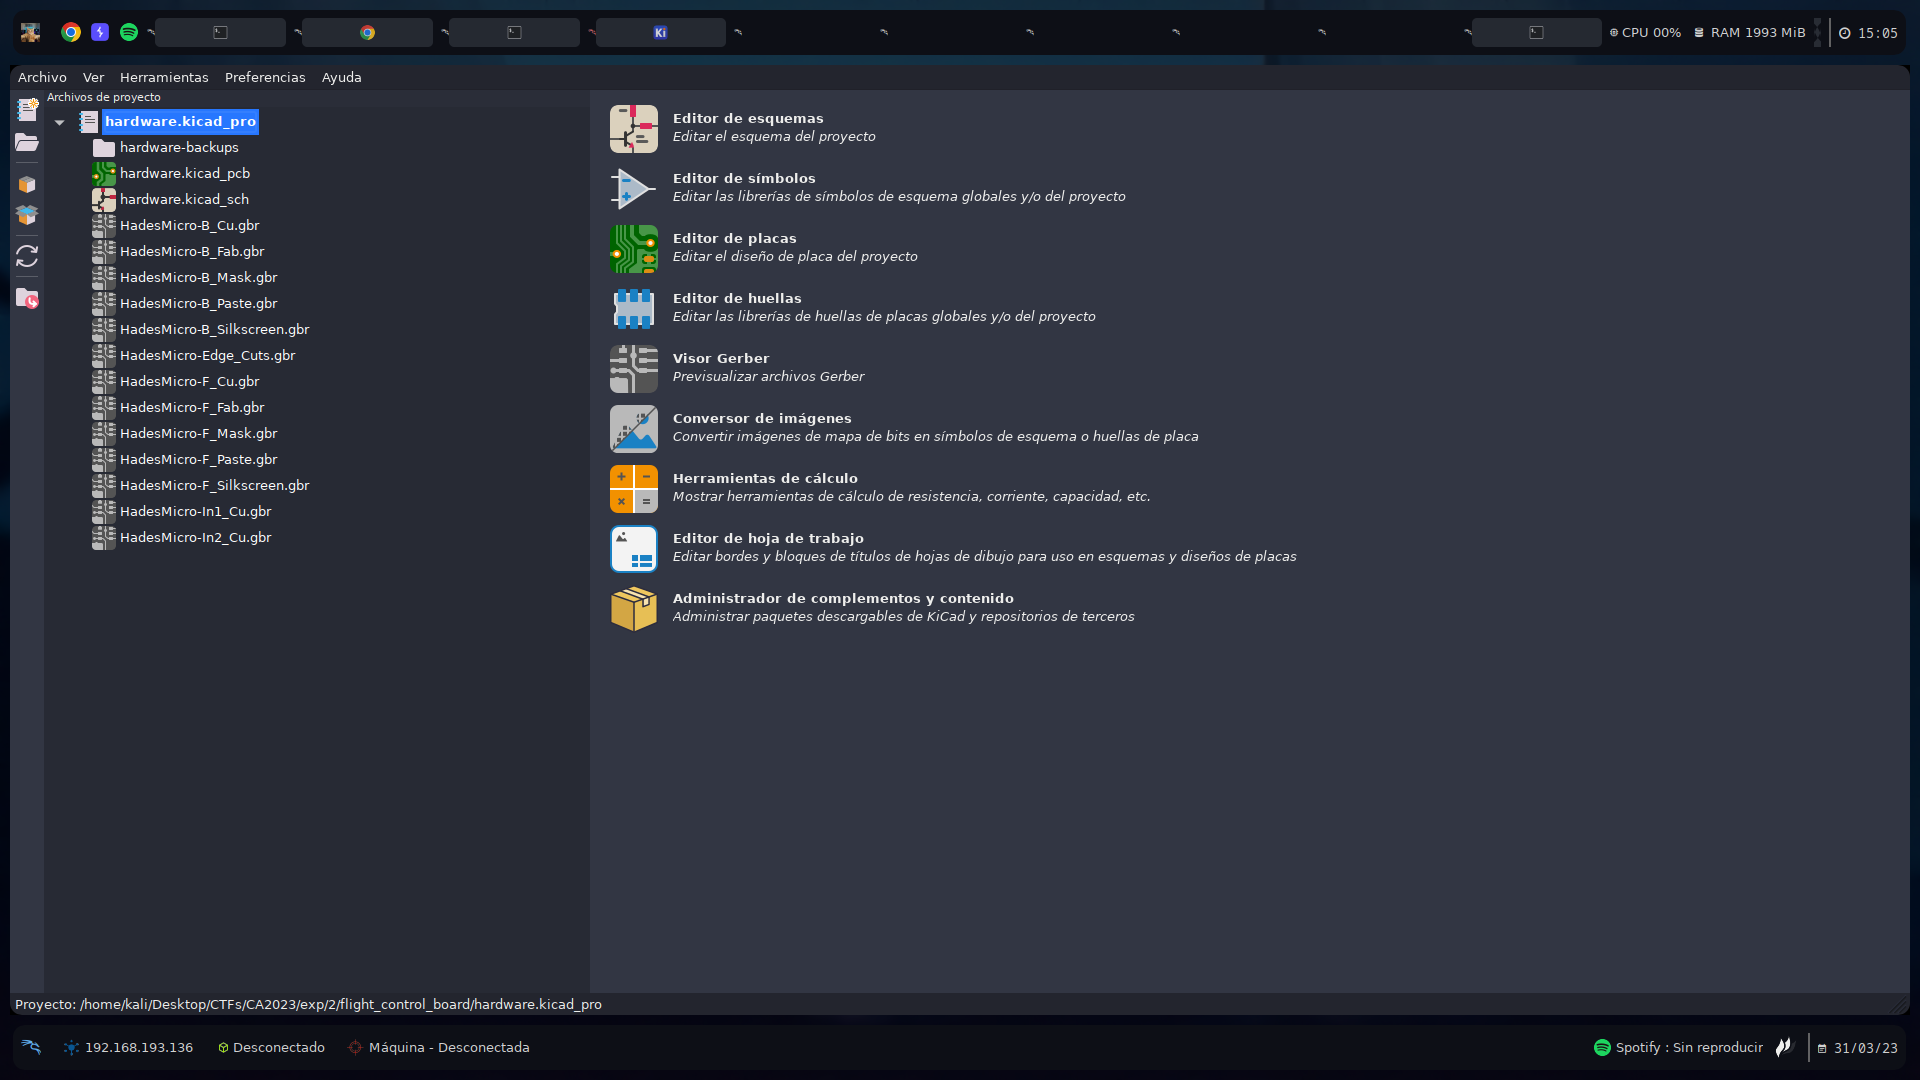 Ki
CPU 00%
RAM 1993 MiB
15:05
Archivo Ver Herramientas Preferencias Ayuda
Archivos de proyecto
hardware.kicad_pro
hardware-backups
hardware.kicad_pcb
hardware.kicad_sch
HadesMicro-B_Cu.gbr
HadesMicro-B_Fab.gbr
HadesMicro-B_Mask.gbr
HadesMicro-B_Paste.gbr
HadesMicro-B_Silkscreen.gbr
HadesMicro-Edge_Cuts.gbr
HadesMicro-F_Cu.gbr
HadesMicro-F_Fab.gbr
HadesMicro-F_Mask.gbr
HadesMicro-F_Paste.gbr
HadesMicro-F_Silkscreen.gbr
HadesMicro-In1_Cu.gbr
HadesMicro-In2_Cu.gbr
Editor de esquemas
Editar el esquema del proyecto
Editor de símbolos
Editar las librerías de símbolos de esquema globales y/o del proyecto
Editor de placas
Editar el diseño de placa del proyecto
Editor de huellas
Editar las librerías de huellas de placas globales y/o del proyecto
Visor Gerber
Previsualizar archivos Gerber
Conversor de imágenes
Convertir imágenes de mapa de bits en símbolos de esquema o huellas de placa
Herramientas de cálculo
Mostrar herramientas de cálculo de resistencia, corriente, capacidad, etc.
Editor de hoja de trabajo
Editar bordes y bloques de títulos de hojas de dibujo para uso en esquemas y diseños de placas
Administrador de complementos y contenido
Administrar paquetes descargables de KiCad y repositorios de terceros
Proyecto: /home/kali/Desktop/CTFs/CA2023/exp/2/flight_control_board/hardware.kicad_pro
192.168.193.136
Desconectado
Máquina - Desconectada
Spotify : Sin reproducir
31/03/23